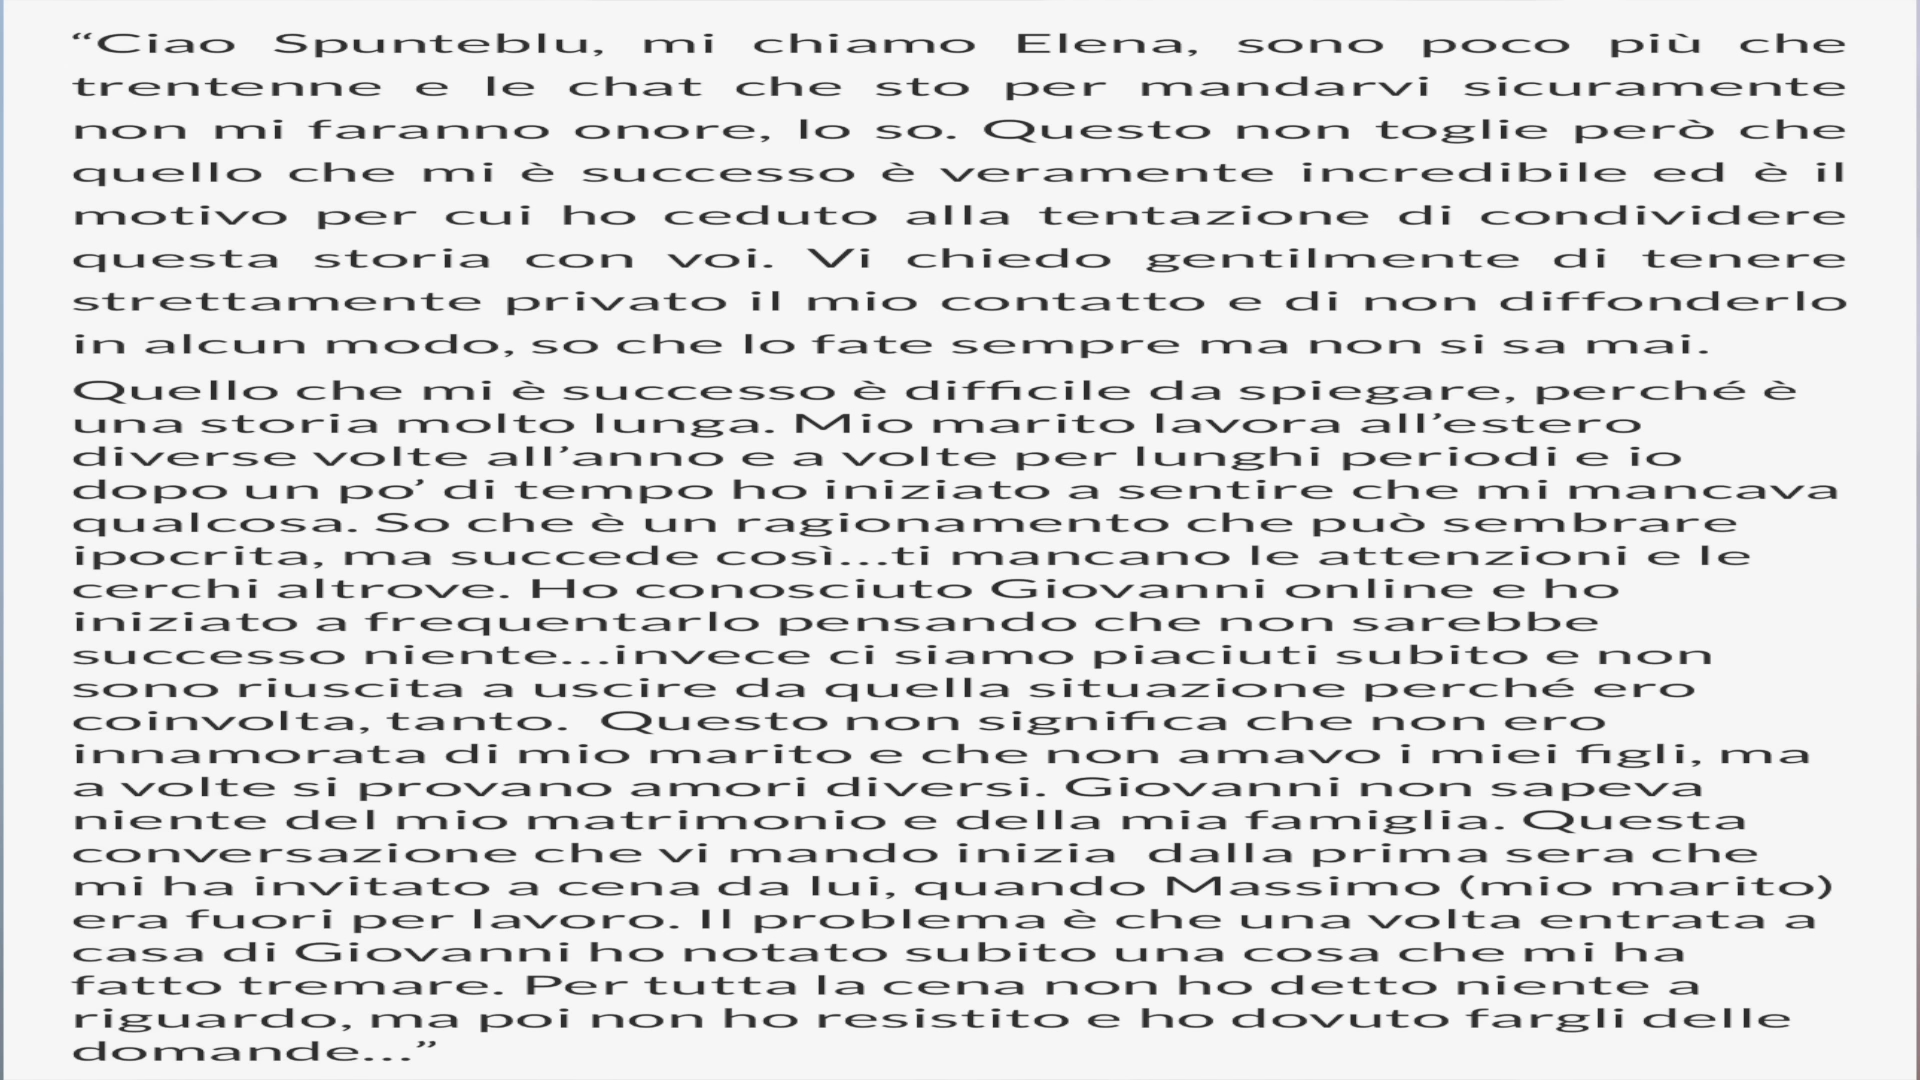 “Ciao Spunteblu, mi chiamo Elena, sono poco più che
trentenne e le chat che sto per mandarvi sicuramente
non mi faranno onore, lo so. Questo non toglie però che
quello che mi è successo è veramente incredibile ed è il
motivo per cui ho ceduto alla tentazione di condividere
questa storia con voi. Vi chiedo gentilmente di tenere
strettamente privato il mio contatto e di non diffonderlo
in alcun modo, so che lo fate sempre ma non si sa mai.
Quello che mi è successo è difficile da spiegare, perché è
una storia molto lunga. Mio marito lavora all’estero
diverse volte all’anno e a volte per lunghi periodi e io
dopo un po’ di tempo ho iniziato a sentire che mi mancava
qualcosa. So che è un ragionamento che può sembrare
ipocrita, ma succede così...ti mancano le attenzioni e le
cerchi altrove. Ho conosciuto Giovanni online e ho
iniziato a frequentarlo pensando che non sarebbe
successo niente...invece ci siamo piaciuti subito e non
sono riuscita a uscire da quella situazione perché ero
coinvolta, tanto.  Questo non significa che non ero
innamorata di mio marito e che non amavo i miei figli, ma
a volte si provano amori diversi. Giovanni non sapeva
niente del mio matrimonio e della mia famiglia. Questa
conversazione che vi mando inizia  dalla prima sera che
mi ha invitato a cena da lui, quando Massimo (mio marito)
era fuori per lavoro. Il problema è che una volta entrata a
casa di Giovanni ho notato subito una cosa che mi ha
fatto tremare. Per tutta la cena non ho detto niente a
riguardo, ma poi non ho resistito e ho dovuto fargli delle
domande...”